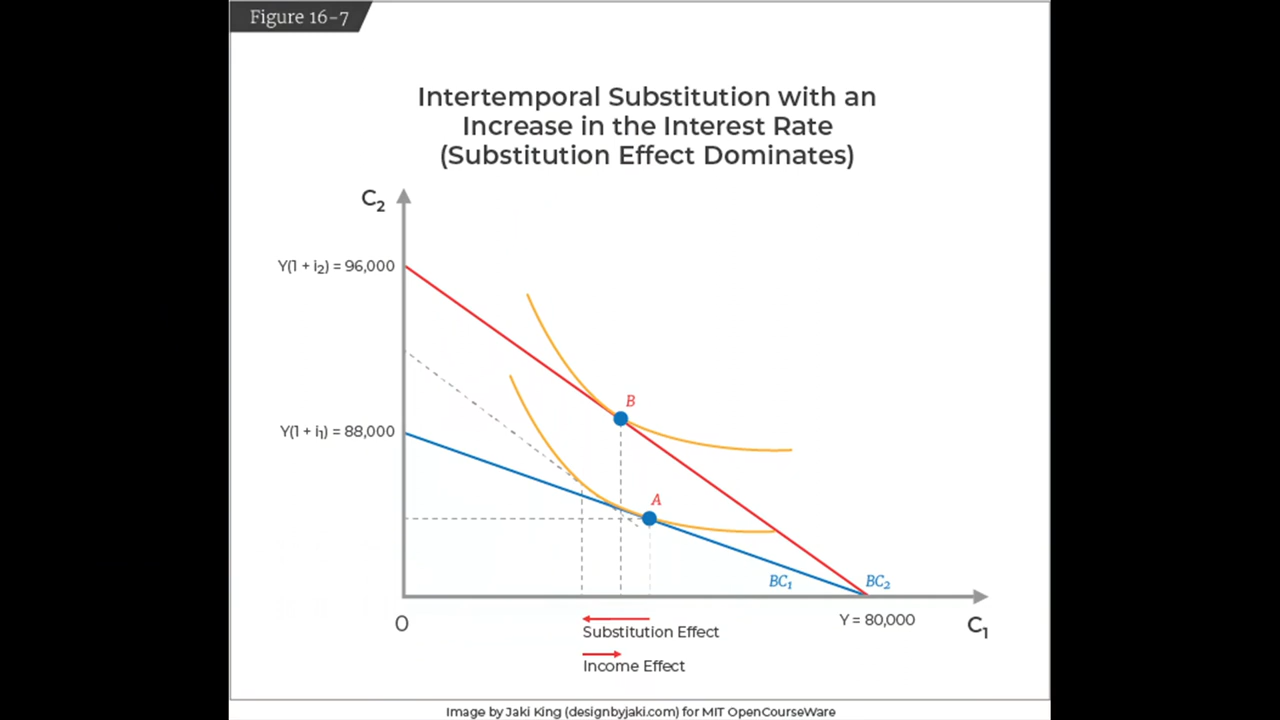 Figure 16-7
Intertemporal Substitution with an
Increase in the Interest Rate
(Substitution Effect Dominates)
C₂
Y(1 + i₂) = 96,000
B
Y(1 + i₁) = 88,000
A
BC₁
BC₂
0
Y = 80,000
C₁
Substitution Effect
Income Effect
Image by Jaki King (designbyjaki.com) for MIT OpenCourseWare